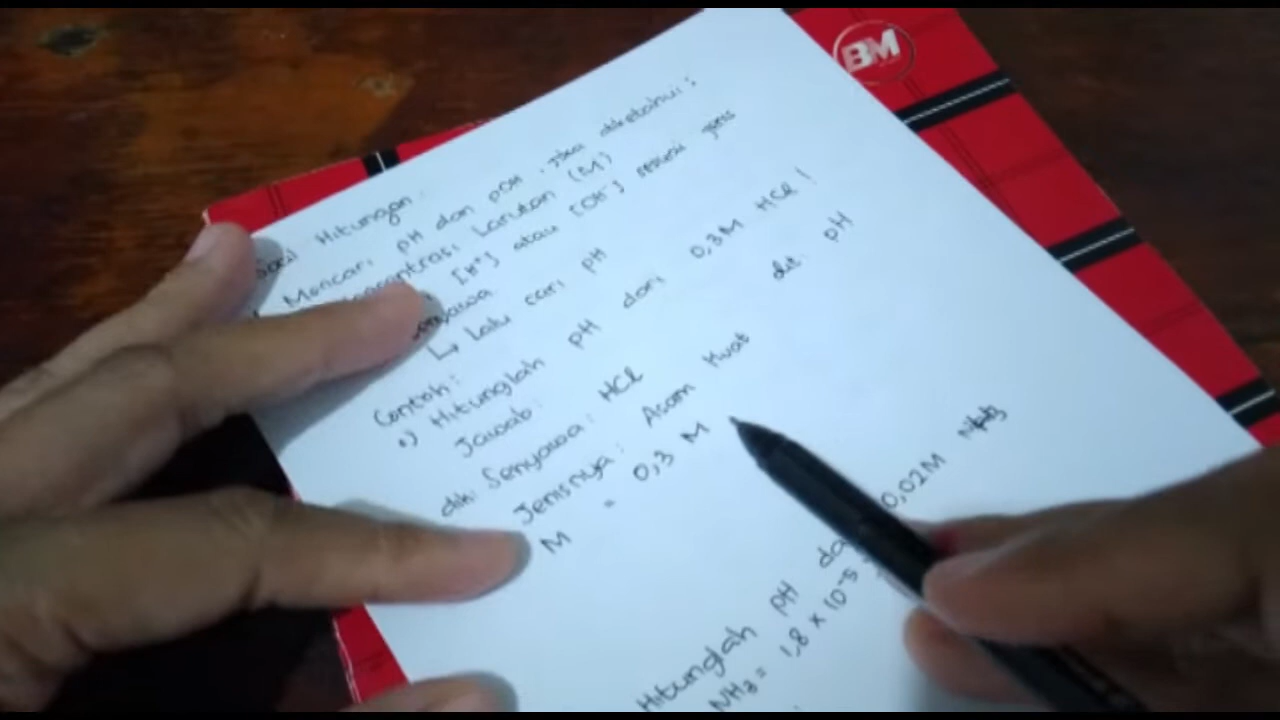 BM
Soal Hitungan:
Mencari pH dan pOH, jika diketahui:
Konsentrasi Larutan (M)
[H⁺] atau [OH⁻] sesuai jenis
senyawa
↳ Lalu cari pH
Contoh:
1) Hitunglah pH dari 0,3 M HCl!
Jawab:
dik: Senyawa: HCl dit: pH
Jenisnya: Asam Kuat
M = 0,3 M
Hitunglah pH 0,02M
NH₃ = 1,8 × 10⁻⁵